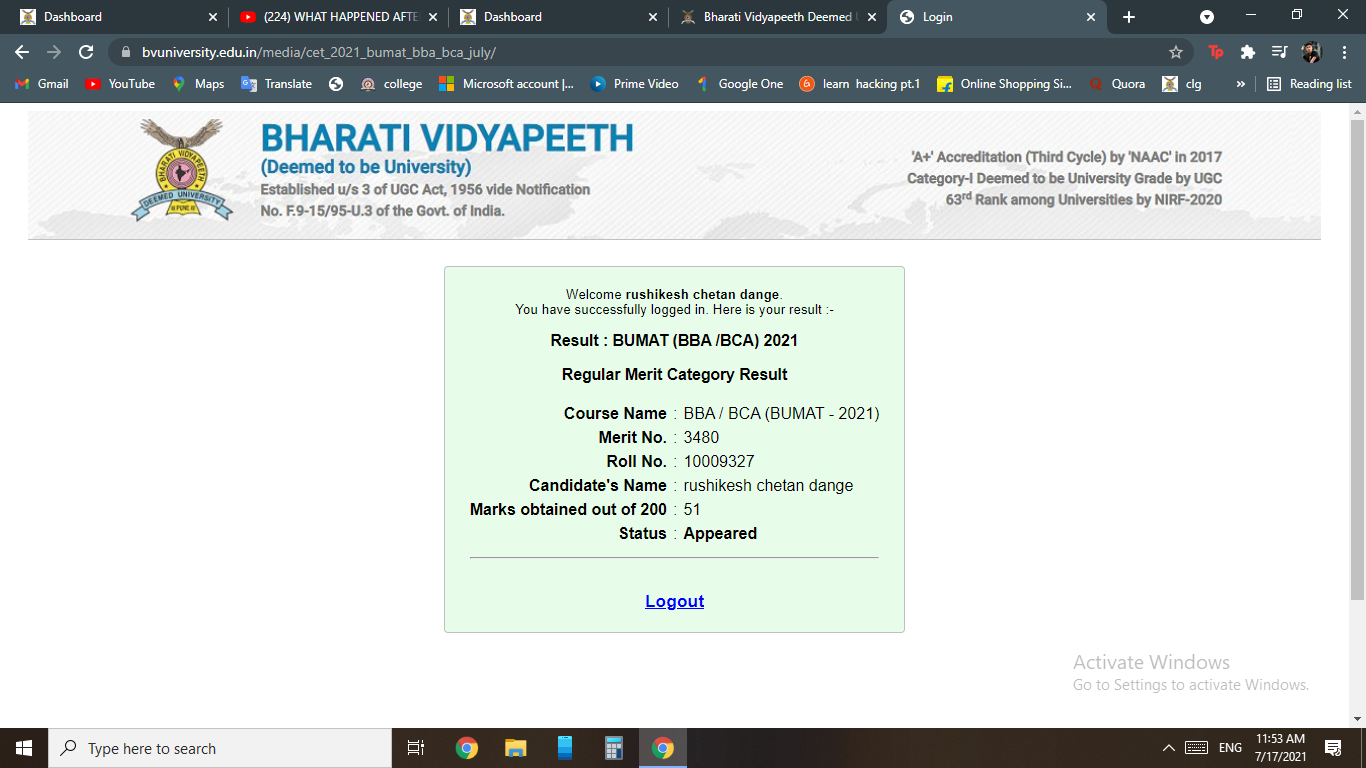 Dashboard
(224) WHAT HAPPENED AFTE
Dashboard
Bharati Vidyapeeth Deemed U
Login
bvuniversity.edu.in/media/cet_2021_bumat_bba_bca_july/
Tp
Gmail
YouTube
Maps
Translate
college
Microsoft account |...
Prime Video
Google One
learn hacking pt.1
Online Shopping Si...
Quora
clg
»
Reading list
BHARATI VIDYAPEETH
(Deemed to be University)
Established u/s 3 of UGC Act, 1956 vide Notification
No. F.9-15/95-U.3 of the Govt. of India.
BHARATI VIDYAPEETH
DEEMED UNIVERSITY
'A+' Accreditation (Third Cycle) by 'NAAC' in 2017
Category-I Deemed to be University Grade by UGC
63rd Rank among Universities by NIRF-2020
Welcome rushikesh chetan dange.
You have successfully logged in. Here is your result :-
Result : BUMAT (BBA /BCA) 2021
Regular Merit Category Result
Course Name : BBA / BCA (BUMAT - 2021)
Merit No. : 3480
Roll No. : 10009327
Candidate's Name : rushikesh chetan dange
Marks obtained out of 200 : 51
Status : Appeared
Logout
Activate Windows
Go to Settings to activate Windows.
Type here to search
ENG
11:53 AM
7/17/2021